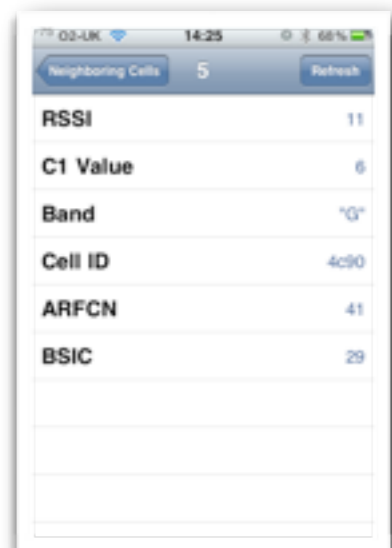 O2-UK 14:25 68%
Neighboring Cells 5 Refresh
RSSI 11
C1 Value 6
Band "G"
Cell ID 4c90
ARFCN 41
BSIC 29